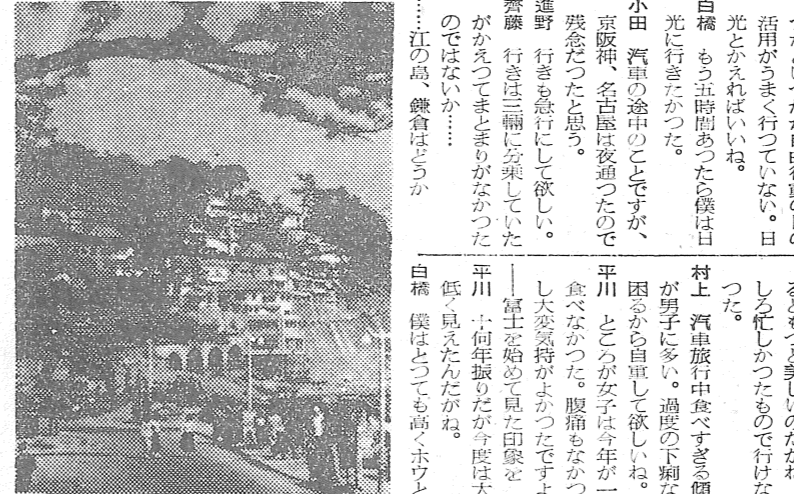 活用がうまく行つていない。日
光とかえればいいね。
白橋　もう五時間あつたら僕は日
光に行きたかつた。
小田　汽車の途中のことですが、
京阪神、名古屋は夜通つたので
残念だつたと思う。
進野　行きも急行にして欲しい。
齊藤　行きは三輛に分乗していた
がかえつてまとまりがなかつた
のではないか……
……江の島、鎌倉はどうか
るともつと美しいのだがね
しろ忙しかつたもので行けな
つた。
村上　汽車旅行中食べすぎる傾
が男子に多い。過度の下痢な
困るから自重して欲しいね。
平川　ところが女子は今年が一
食べなかつた。腹痛もなかつ
し大変気持がよかつたですよ
――富士を始めて見た印象を
平川　十何年振りだが今度は大
低く見えたんだがね。
白橋　僕はとつても高くホウと